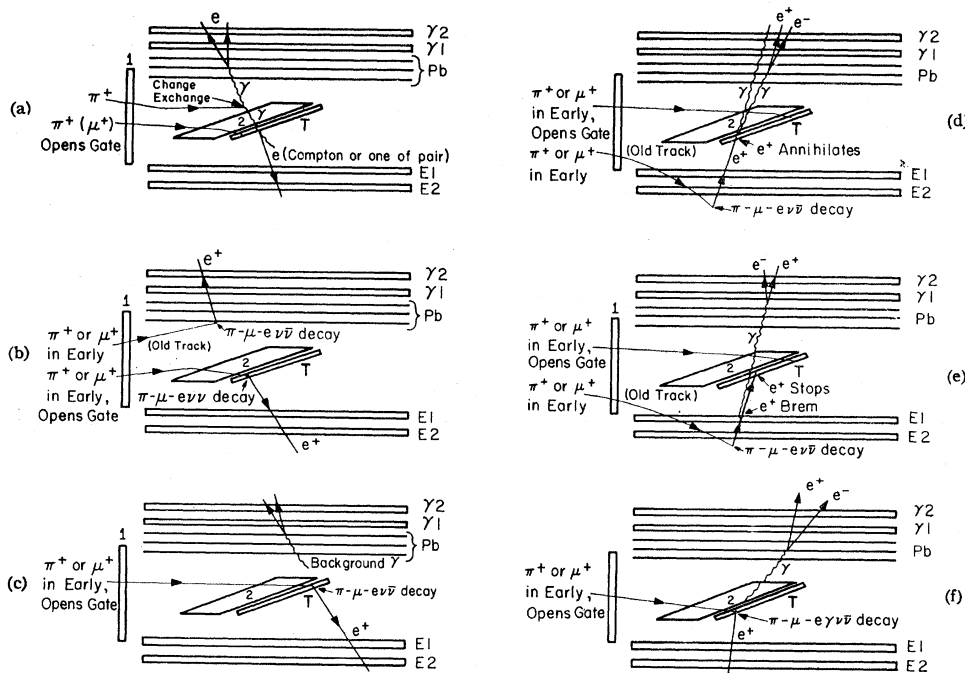 (a)
e
γ2
γ1
Pb
1
Change
Exchange
γ
π⁺
π⁺ (μ⁺)
Opens Gate
2
γ
T
e (Compton or one of pair)
E1
E2
(b)
e⁺
γ2
γ1
Pb
1
π⁺ or μ⁺
in Early
(Old Track)
π-μ-eνν̄ decay
π⁺ or μ⁺
in Early,
Opens Gate
2
T
π-μ-eνν decay
e⁺
E1
E2
(c)
γ2
γ1
Pb
1
Background γ
π⁺ or μ⁺
in Early,
Opens Gate
2
T
π-μ-eνν̄ decay
e⁺
E1
E2
(d)
e⁺
e⁻
γ2
γ1
Pb
1
γ
γ
π⁺ or μ⁺
in Early,
Opens Gate
2
T
π⁺ or μ⁺
in Early
(Old Track)
e⁺ Annihilates
e⁺
E1
E2
π-μ-eνν̄ decay
(e)
e⁻
e⁺
γ2
γ1
Pb
1
γ
π⁺ or μ⁺
in Early,
Opens Gate
2
T
π⁺ or μ⁺
in Early
(Old Track)
e⁺ Stops
e⁺ Brem
E1
E2
π-μ-eνν̄ decay
(f)
e⁺
e⁻
γ2
γ1
Pb
1
γ
π⁺ or μ⁺
in Early,
Opens Gate
2
T
π-μ-eγνν̄ decay
e⁺
E1
E2